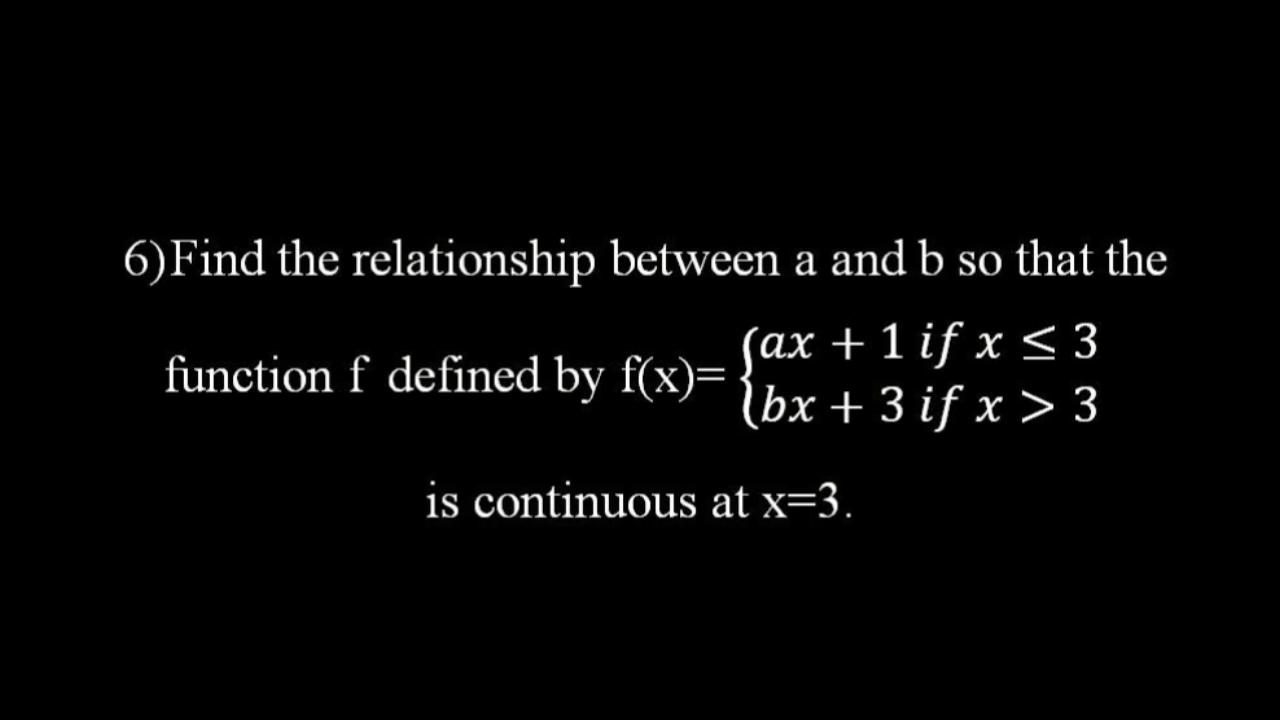 6)Find the relationship between a and b so that the
function f defined by f(x)= {ax + 1 if x ≤ 3
bx + 3 if x > 3
is continuous at x=3.